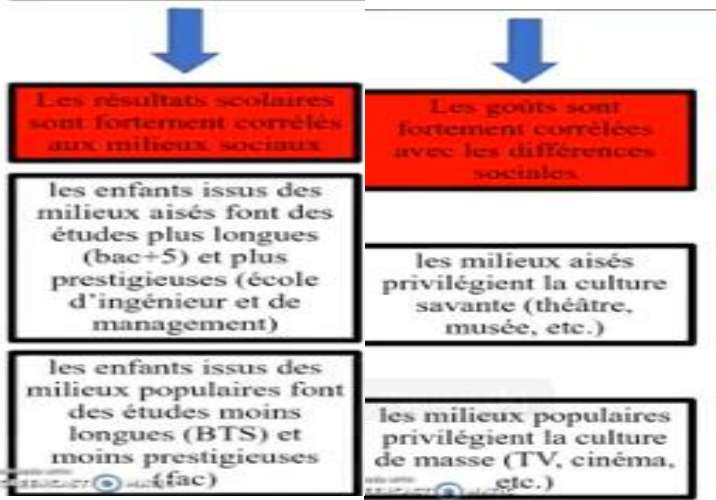 Les résultats scolaires
sont fortement corrélés
aux milieux sociaux
les enfants issus des
milieux aisés font des
études plus longues
(bac+5) et plus
prestigieuses (école
d'ingénieur et de
management)
les enfants issus des
milieux populaires font
des études moins
longues (BTS) et
moins prestigieuses
(fac)
Les goûts sont
fortement corrélées
avec les différences
sociales
les milieux aisés
privilégient la culture
savante (théâtre,
musée, etc.)
les milieux populaires
privilégient la culture
de masse (TV, cinéma,
etc.)